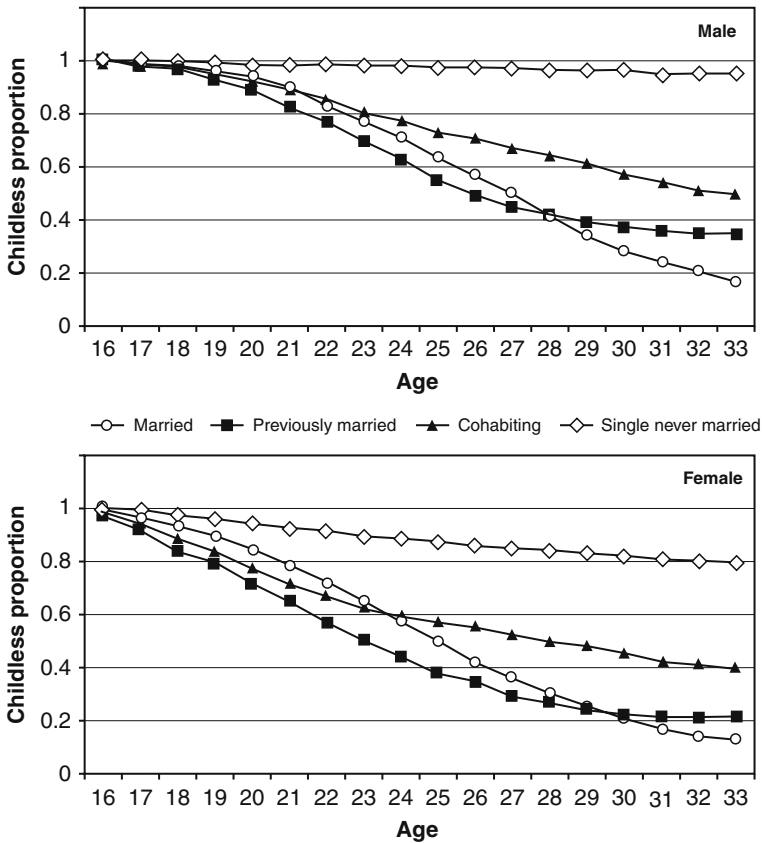 Male
Childless proportion
1
0.8
0.6
0.4
0.2
0
16 17 18 19 20 21 22 23 24 25 26 27 28 29 30 31 32 33
Age
Married Previously married Cohabiting Single never married
Female
Childless proportion
1
0.8
0.6
0.4
0.2
0
16 17 18 19 20 21 22 23 24 25 26 27 28 29 30 31 32 33
Age